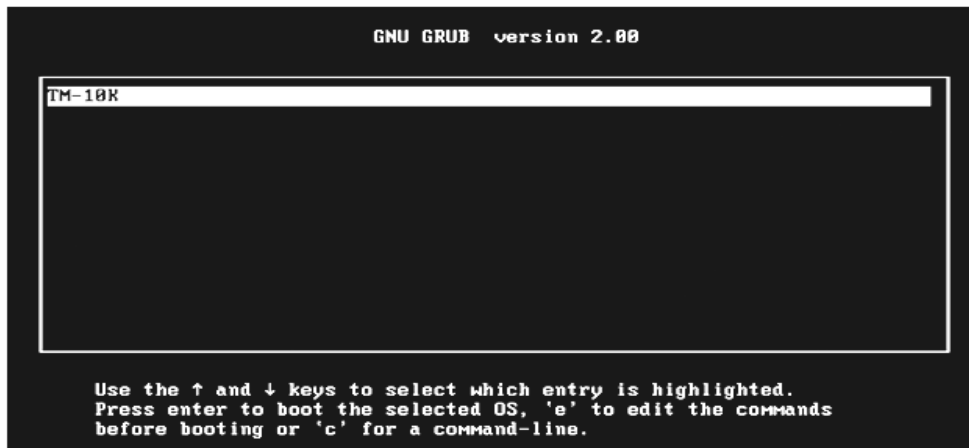 GNU GRUB  version 2.00
TM-10K
Use the ↑ and ↓ keys to select which entry is highlighted.
Press enter to boot the selected OS, 'e' to edit the commands
before booting or 'c' for a command-line.